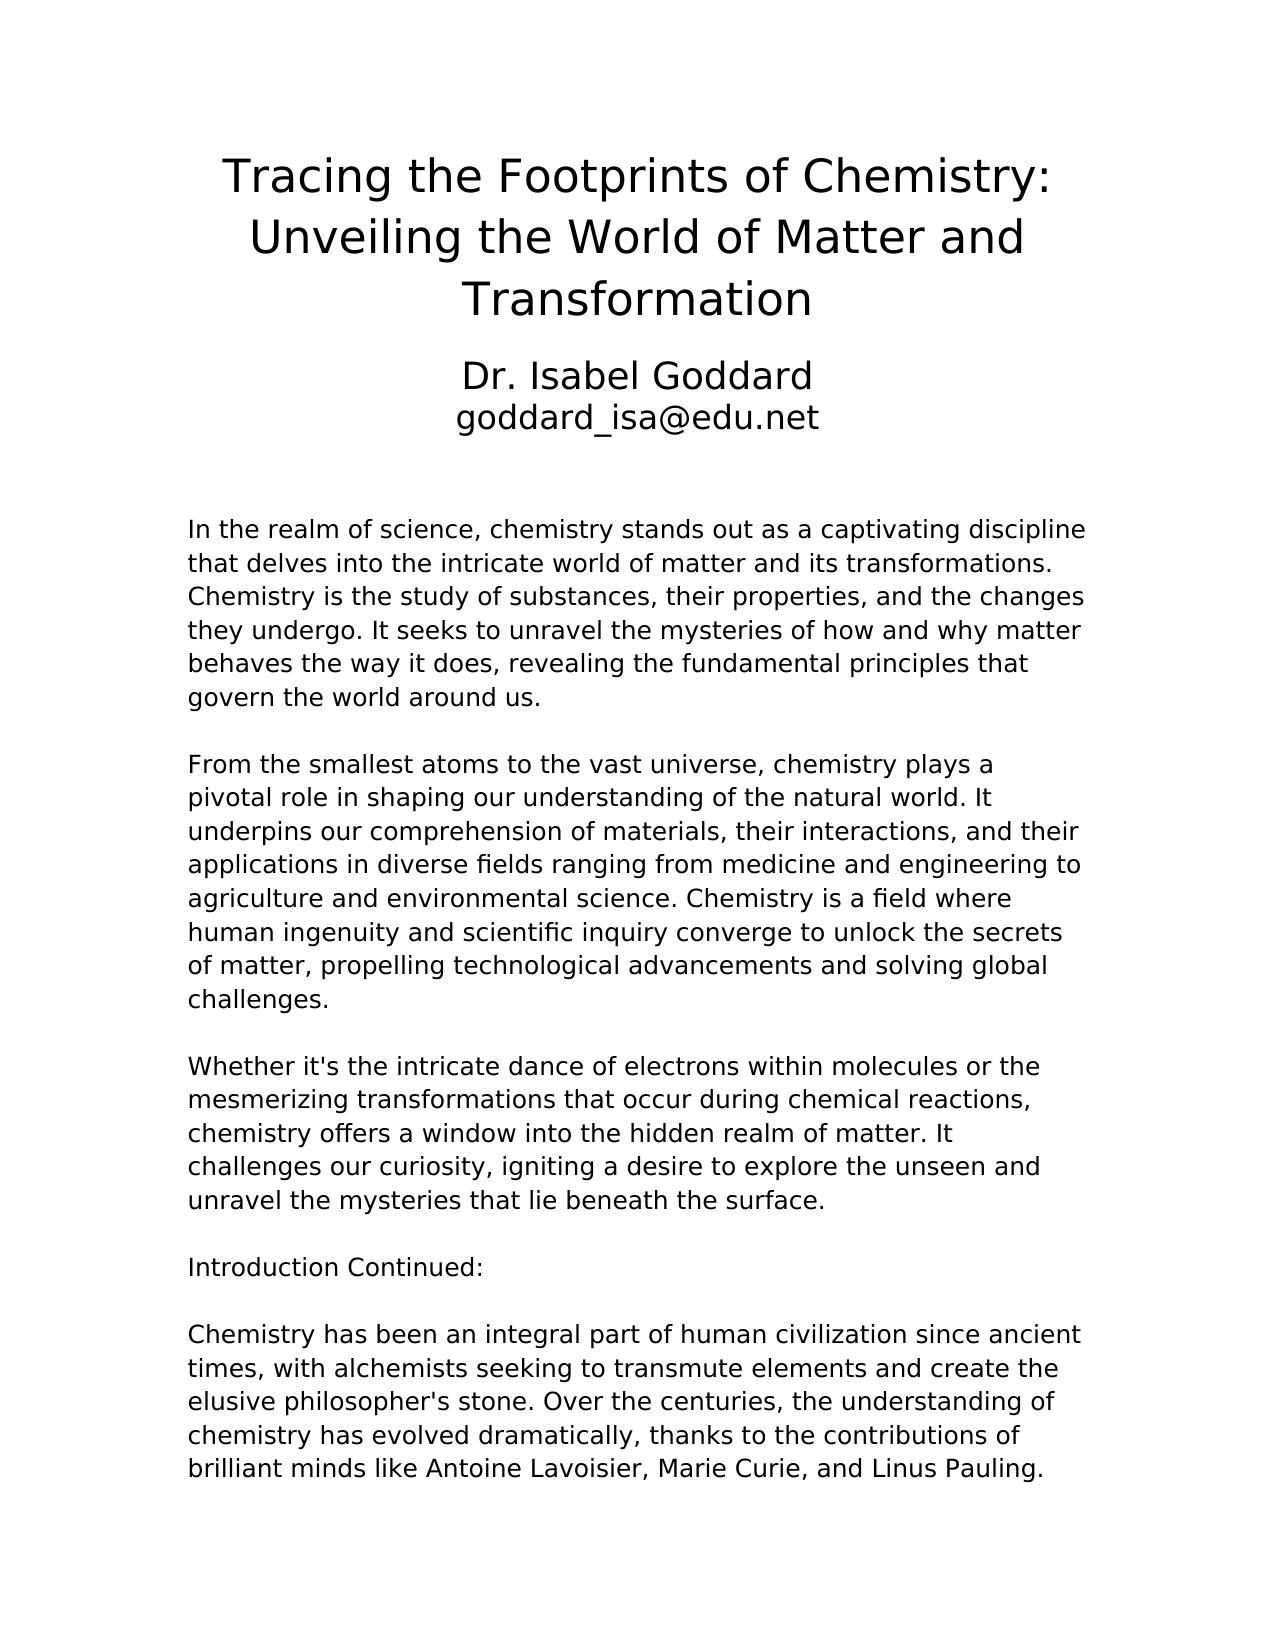 Tracing the Footprints of Chemistry:
Unveiling the World of Matter and
Transformation
Dr. Isabel Goddard
goddard_isa@edu.net
In the realm of science, chemistry stands out as a captivating discipline
that delves into the intricate world of matter and its transformations.
Chemistry is the study of substances, their properties, and the changes
they undergo. It seeks to unravel the mysteries of how and why matter
behaves the way it does, revealing the fundamental principles that
govern the world around us.
From the smallest atoms to the vast universe, chemistry plays a
pivotal role in shaping our understanding of the natural world. It
underpins our comprehension of materials, their interactions, and their
applications in diverse fields ranging from medicine and engineering to
agriculture and environmental science. Chemistry is a field where
human ingenuity and scientific inquiry converge to unlock the secrets
of matter, propelling technological advancements and solving global
challenges.
Whether it's the intricate dance of electrons within molecules or the
mesmerizing transformations that occur during chemical reactions,
chemistry offers a window into the hidden realm of matter. It
challenges our curiosity, igniting a desire to explore the unseen and
unravel the mysteries that lie beneath the surface.
Introduction Continued:
Chemistry has been an integral part of human civilization since ancient
times, with alchemists seeking to transmute elements and create the
elusive philosopher's stone. Over the centuries, the understanding of
chemistry has evolved dramatically, thanks to the contributions of
brilliant minds like Antoine Lavoisier, Marie Curie, and Linus Pauling.